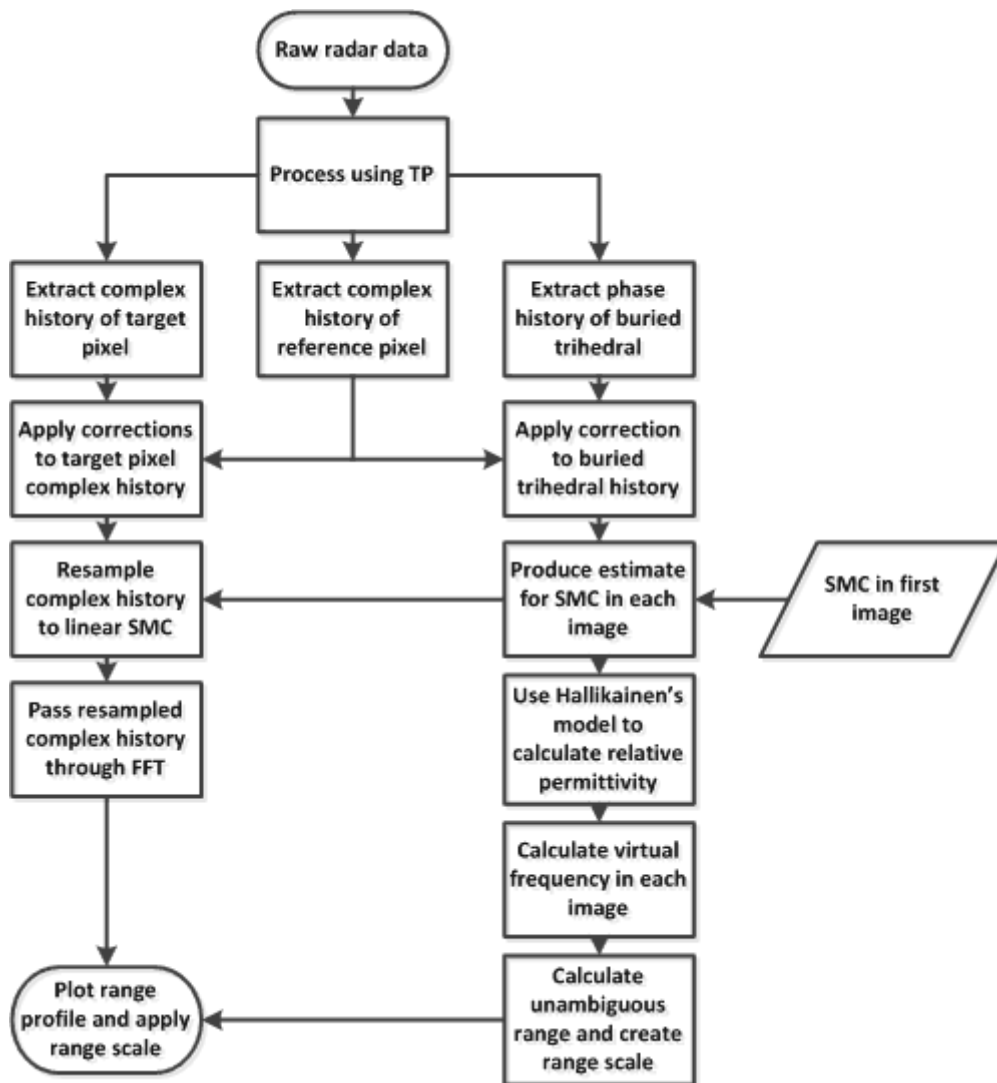 Raw radar data
Process using TP
Extract complex
history of target
pixel
Extract complex
history of
reference pixel
Extract phase
history of buried
trihedral
Apply corrections
to target pixel
complex history
Apply correction
to buried
trihedral history
Resample
complex history
to linear SMC
Produce estimate
for SMC in each
image
SMC in first
image
Pass resampled
complex history
through FFT
Use Hallikainen's
model to
calculate relative
permittivity
Calculate virtual
frequency in each
image
Plot range
profile and apply
range scale
Calculate
unambiguous
range and create
range scale